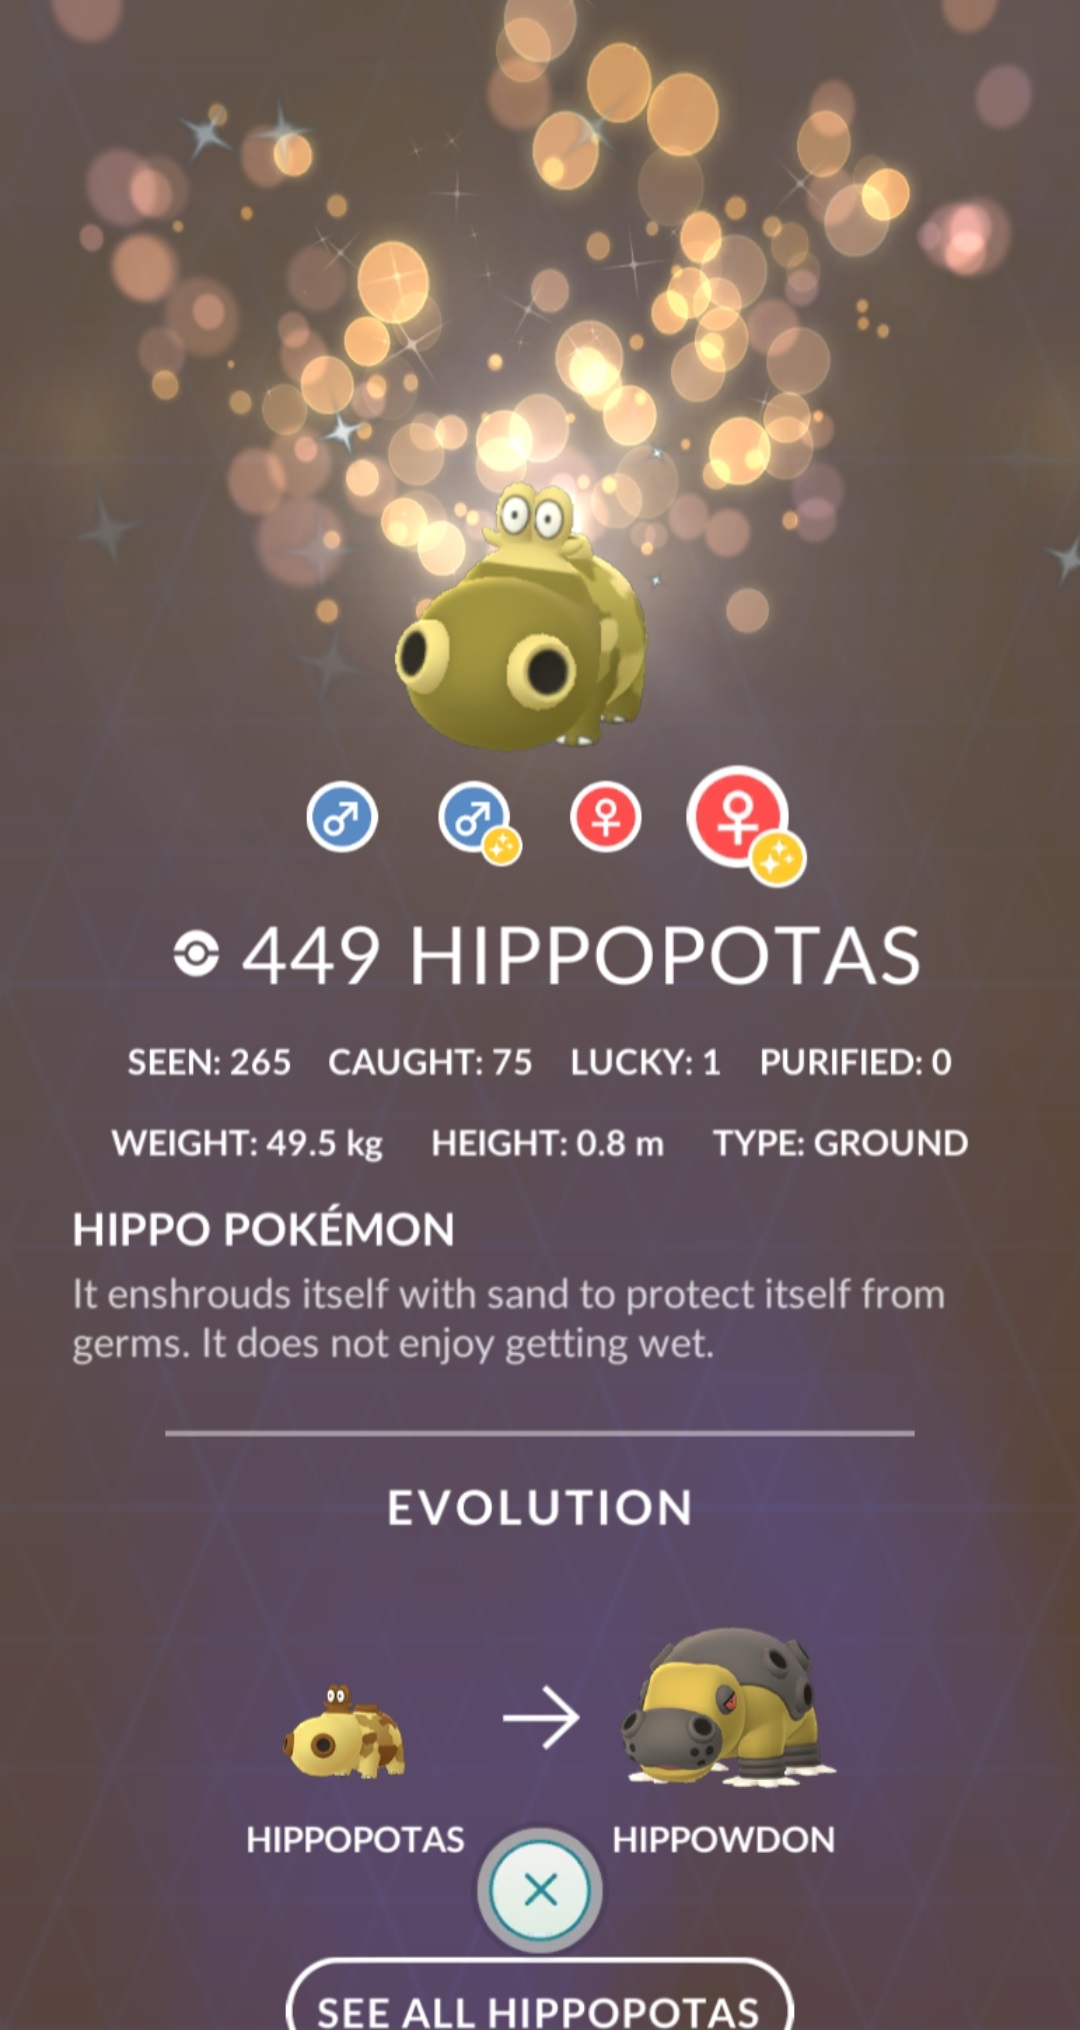 449 HIPPOPOTAS
SEEN: 265 CAUGHT: 75 LUCKY: 1 PURIFIED: 0
WEIGHT: 49.5 kg HEIGHT: 0.8 m TYPE: GROUND
HIPPO POKÉMON
It enshrouds itself with sand to protect itself from
germs. It does not enjoy getting wet.
EVOLUTION
HIPPOPOTAS HIPPOWDON
SEE ALL HIPPOPOTAS